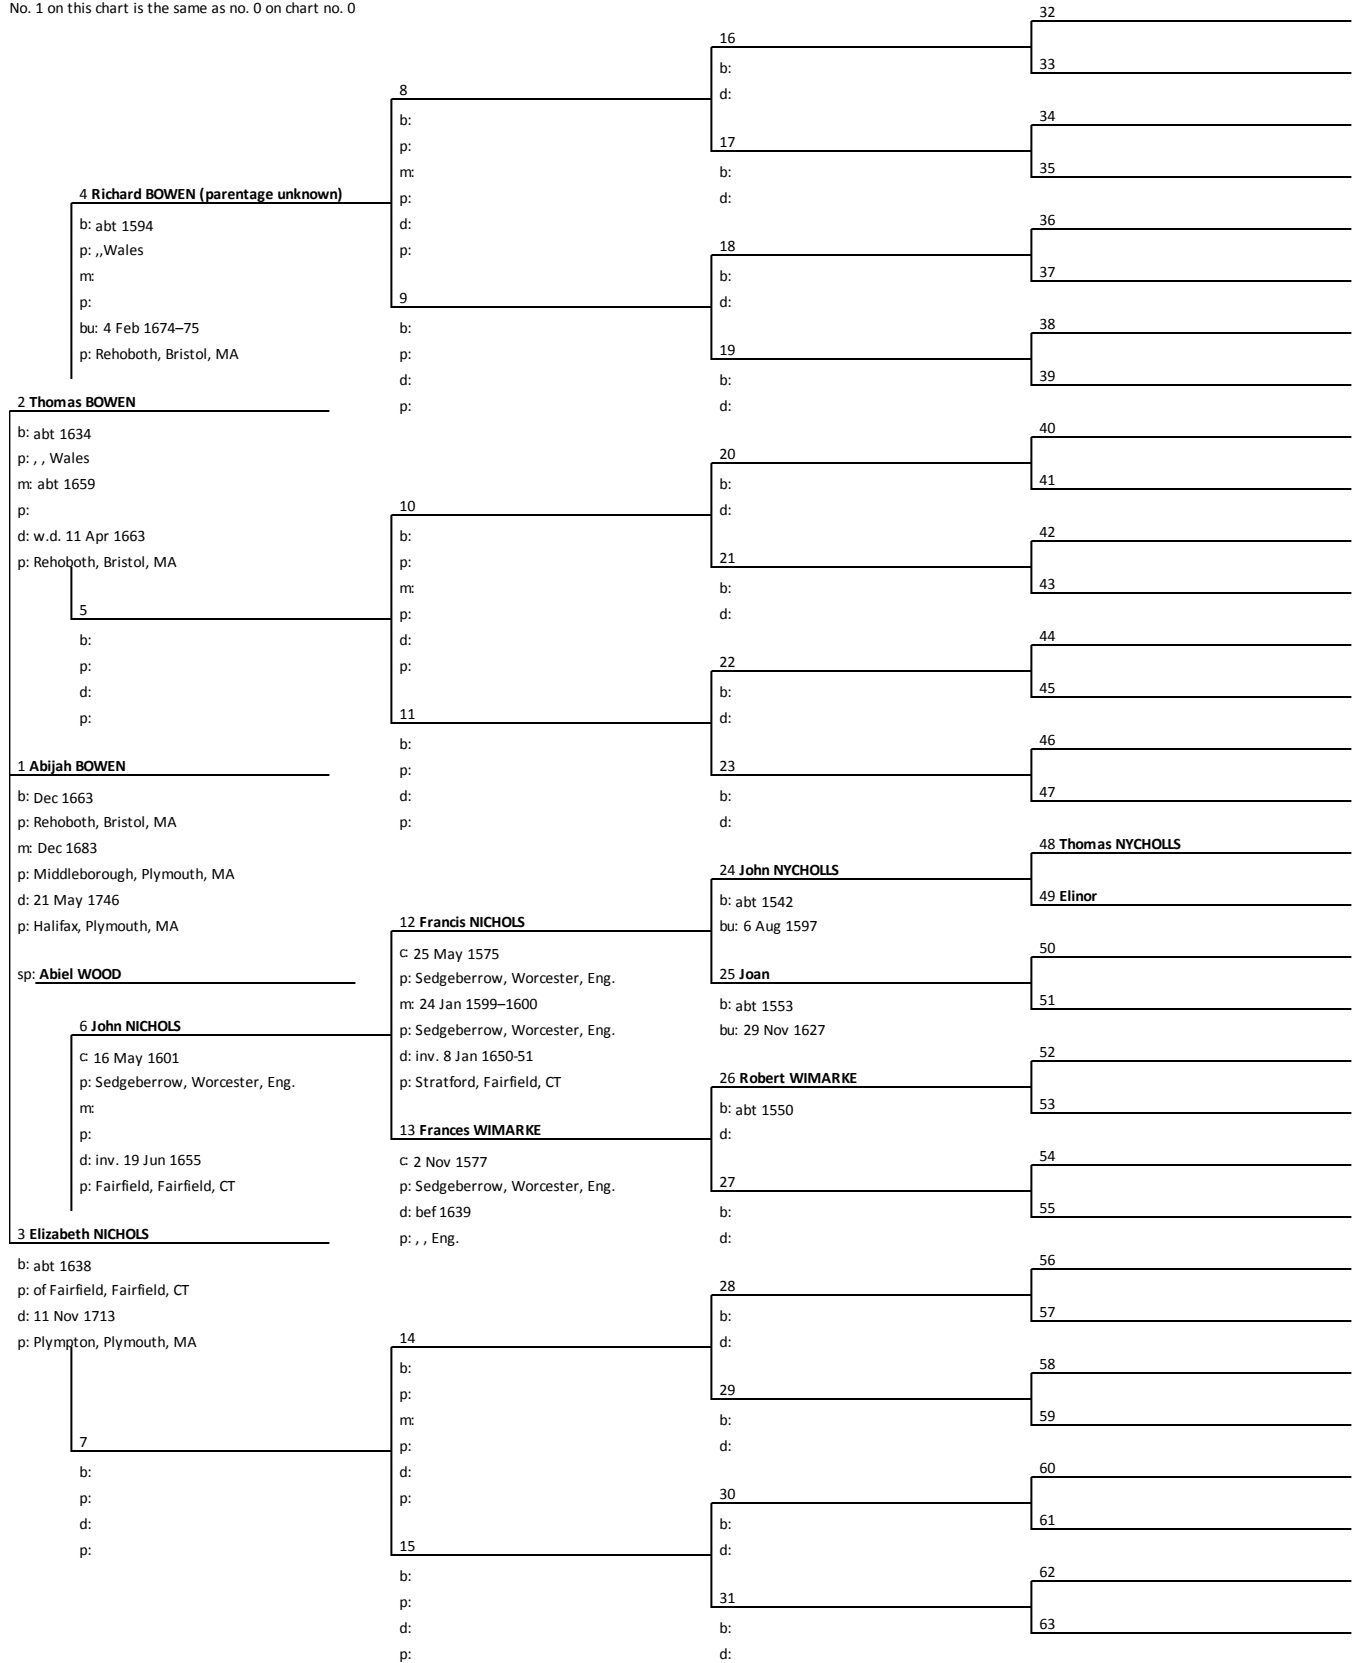 No. 1 on this chart is the same as no. 0 on chart no. 0
4 Richard BOWEN (parentage unknown)
b: abt 1594
p: ,,Wales
m:
p:
bu: 4 Feb 1674–75
p: Rehoboth, Bristol, MA
2 Thomas BOWEN
b: abt 1634
p: , , Wales
m: abt 1659
p:
d: w.d. 11 Apr 1663
p: Rehoboth, Bristol, MA
5
b:
p:
d:
p:
1 Abijah BOWEN
b: Dec 1663
p: Rehoboth, Bristol, MA
m: Dec 1683
p: Middleborough, Plymouth, MA
d: 21 May 1746
p: Halifax, Plymouth, MA
sp: Abiel WOOD
6 John NICHOLS
c: 16 May 1601
p: Sedgeberrow, Worcester, Eng.
m:
p:
d: inv. 19 Jun 1655
p: Fairfield, Fairfield, CT
3 Elizabeth NICHOLS
b: abt 1638
p: of Fairfield, Fairfield, CT
d: 11 Nov 1713
p: Plympton, Plymouth, MA
7
b:
p:
d:
p:
8
b:
p:
m:
p:
d:
p:
9
b:
p:
d:
p:
10
b:
p:
m:
p:
d:
p:
11
b:
p:
d:
p:
12 Francis NICHOLS
c: 25 May 1575
p: Sedgeberrow, Worcester, Eng.
m: 24 Jan 1599–1600
p: Sedgeberrow, Worcester, Eng.
d: inv. 8 Jan 1650-51
p: Stratford, Fairfield, CT
13 Frances WIMARKE
c: 2 Nov 1577
p: Sedgeberrow, Worcester, Eng.
d: bef 1639
p: , , Eng.
14
b:
p:
m:
p:
d:
p:
15
b:
p:
d:
p:
16
b:
d:
17
b:
d:
18
b:
d:
19
b:
d:
20
b:
d:
21
b:
d:
22
b:
d:
23
b:
d:
24 John NYCHOLLS
b: abt 1542
bu: 6 Aug 1597
25 Joan
b: abt 1553
bu: 29 Nov 1627
26 Robert WIMARKE
b: abt 1550
d:
27
b:
d:
28
b:
d:
29
b:
d:
30
b:
d:
31
b:
d:
32
33
34
35
36
37
38
39
40
41
42
43
44
45
46
47
48 Thomas NYCHOLLS
49 Elinor
50
51
52
53
54
55
56
57
58
59
60
61
62
63